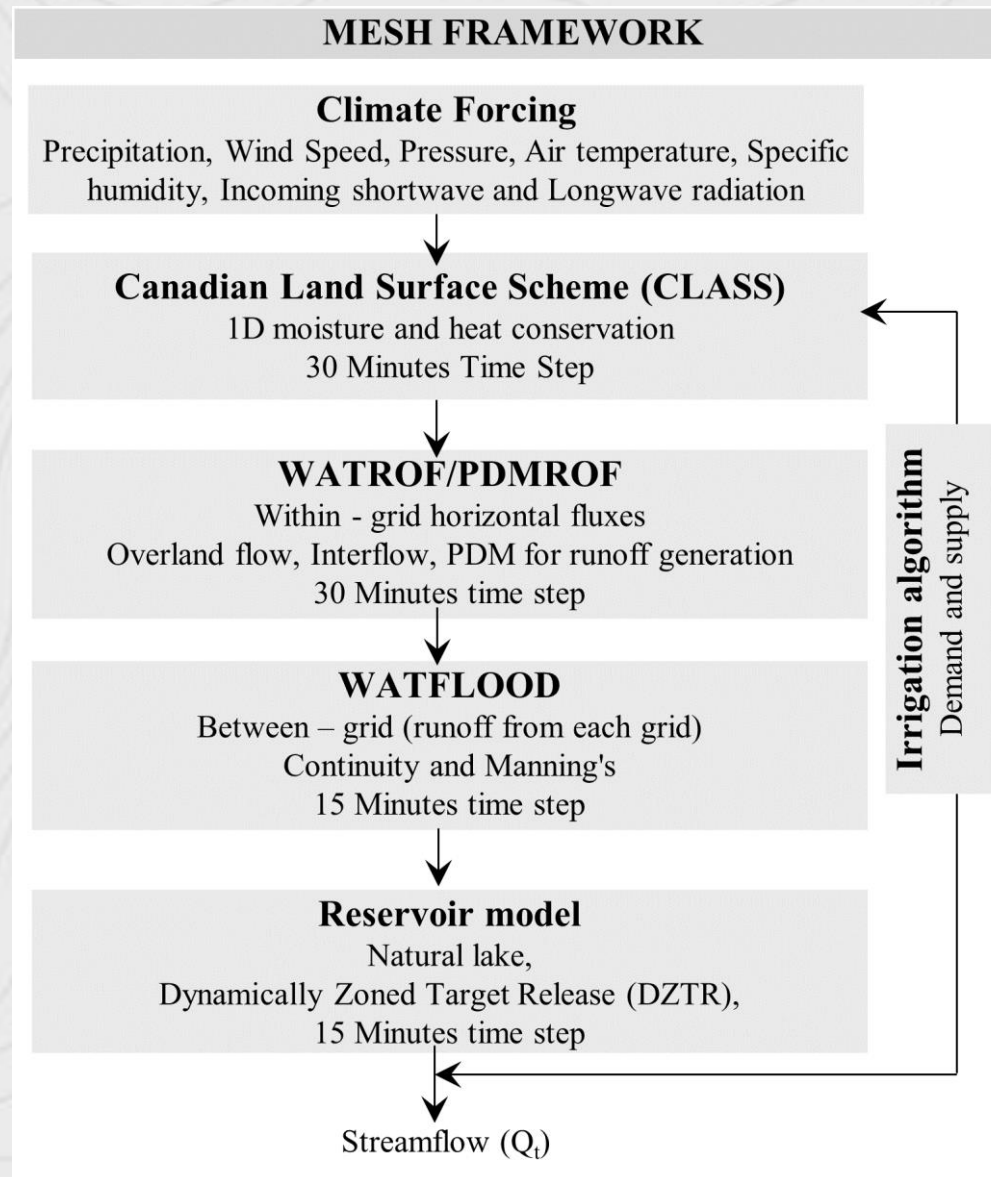 MESH FRAMEWORK
Climate Forcing
Precipitation, Wind Speed, Pressure, Air temperature, Specific
humidity, Incoming shortwave and Longwave radiation
Canadian Land Surface Scheme (CLASS)
1D moisture and heat conservation
30 Minutes Time Step
WATROF/PDMROF
Within - grid horizontal fluxes
Overland flow, Interflow, PDM for runoff generation
30 Minutes time step
WATFLOOD
Between – grid (runoff from each grid)
Continuity and Manning's
15 Minutes time step
Reservoir model
Natural lake,
Dynamically Zoned Target Release (DZTR),
15 Minutes time step
Streamflow (Qt)
Irrigation algorithm
Demand and supply